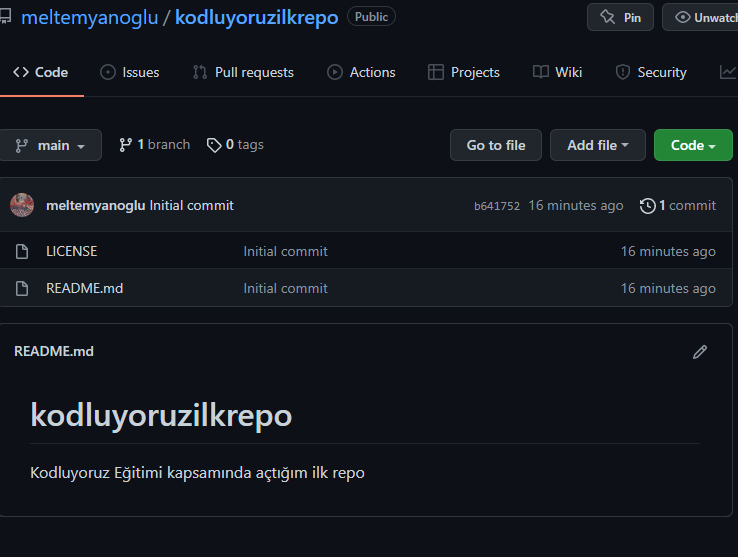 meltemyanoglu / kodluyoruzilkrepo Public Pin
Code Issues Pull requests Actions Projects Wiki Security
main 1 branch 0 tags Go to file Add file Code
meltemyanoglu Initial commit b641752 16 minutes ago 1 commit
LICENSE Initial commit 16 minutes ago
README.md Initial commit 16 minutes ago
README.md
kodluyoruzilkrepo
Kodluyoruz Eğitimi kapsamında açtığım ilk repo